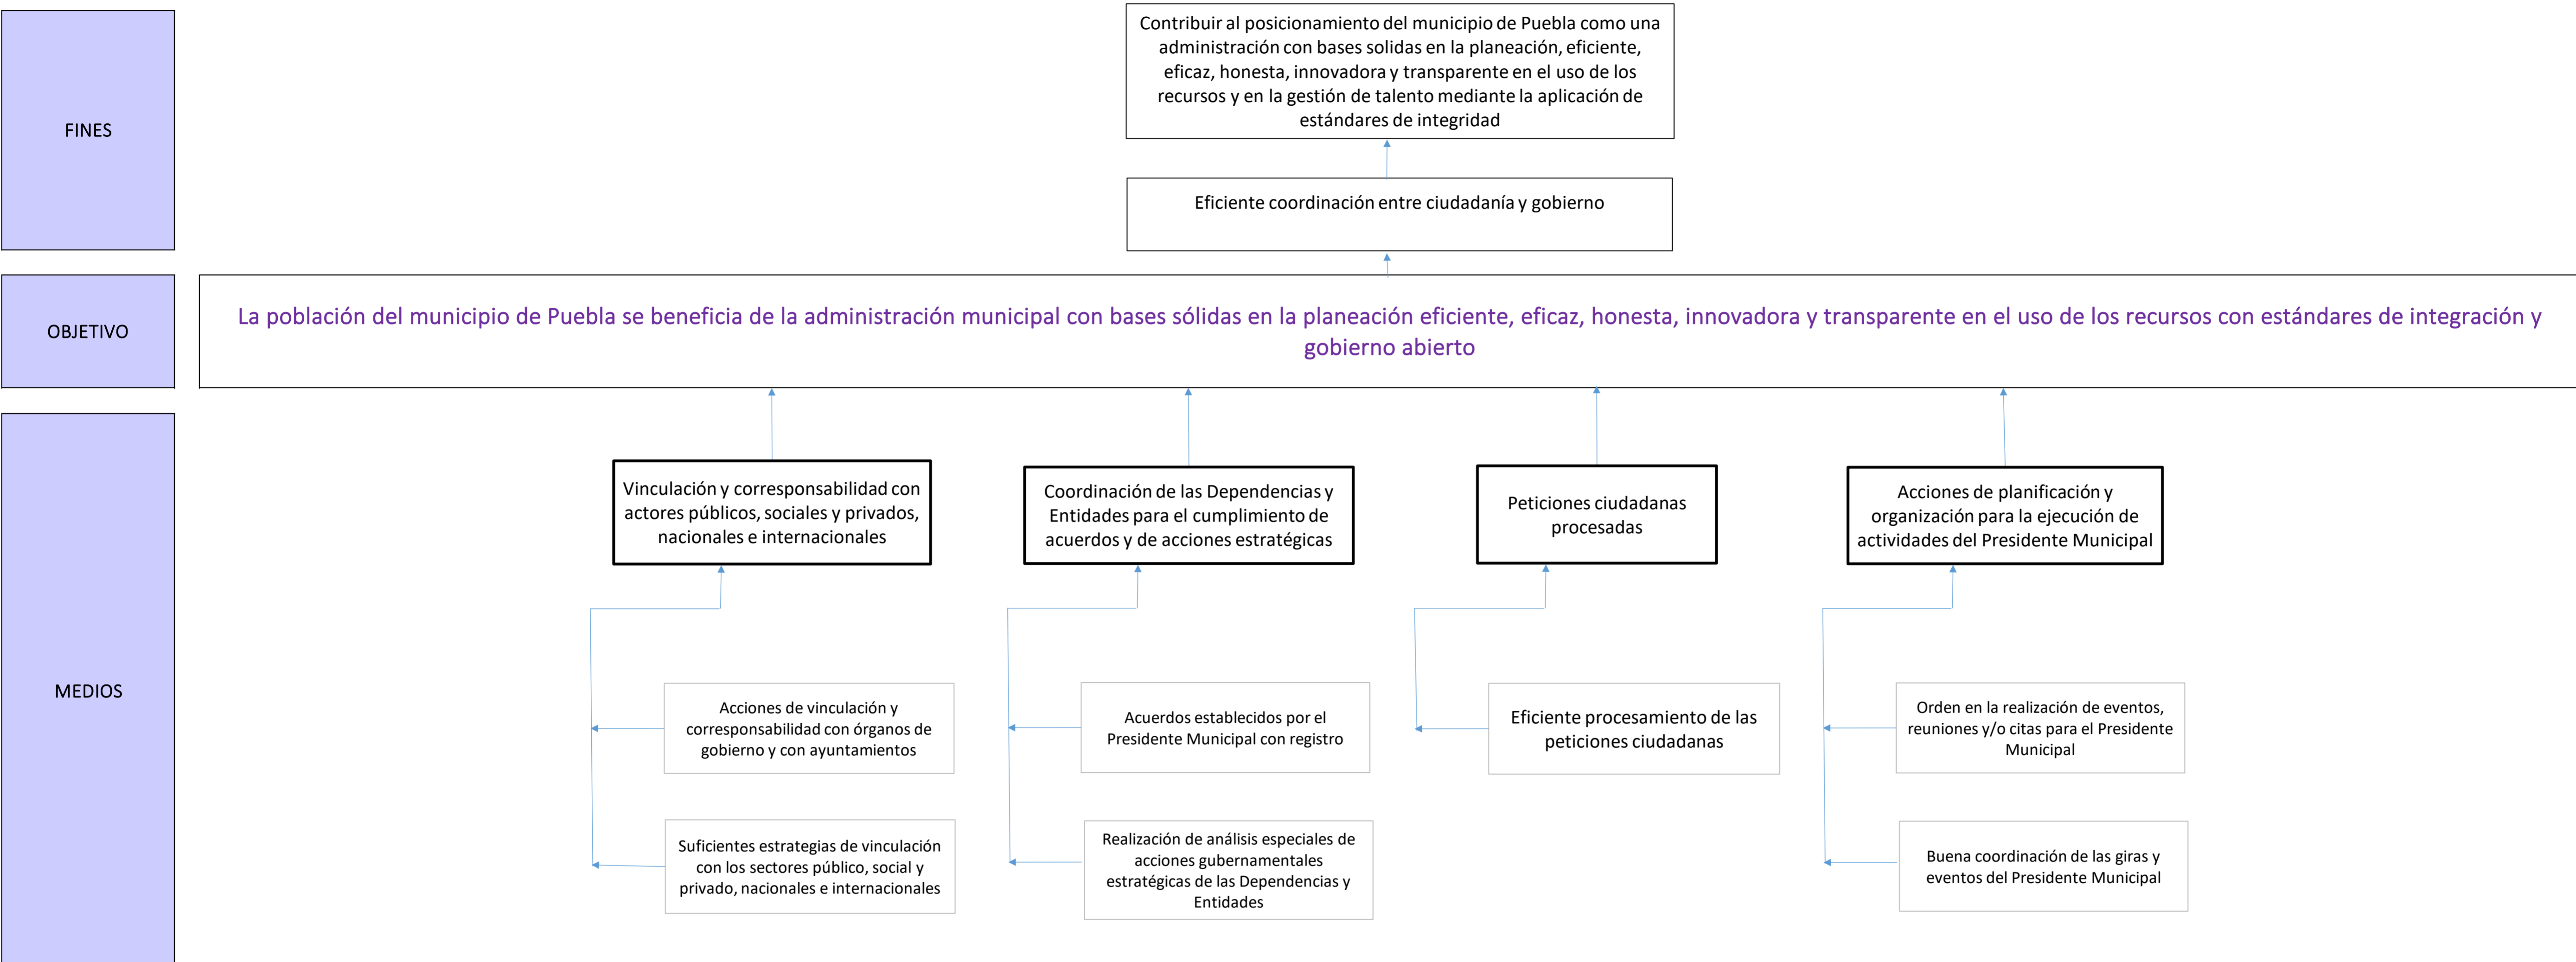 FINES
Contribuir al posicionamiento del municipio de Puebla como una
administración con bases solidas en la planeación, eficiente,
eficaz, honesta, innovadora y transparente en el uso de los
recursos y en la gestión de talento mediante la aplicación de
estándares de integridad
Eficiente coordinación entre ciudadanía y gobierno
OBJETIVO
La población del municipio de Puebla se beneficia de la administración municipal con bases sólidas en la planeación eficiente, eficaz, honesta, innovadora y transparente en el uso de los recursos con estándares de integración y
gobierno abierto
MEDIOS
Vinculación y corresponsabilidad con
actores públicos, sociales y privados,
nacionales e internacionales
Coordinación de las Dependencias y
Entidades para el cumplimiento de
acuerdos y de acciones estratégicas
Peticiones ciudadanas
procesadas
Acciones de planificación y
organización para la ejecución de
actividades del Presidente Municipal
Acciones de vinculación y
corresponsabilidad con órganos de
gobierno y con ayuntamientos
Acuerdos establecidos por el
Presidente Municipal con registro
Eficiente procesamiento de las
peticiones ciudadanas
Orden en la realización de eventos,
reuniones y/o citas para el Presidente
Municipal
Suficientes estrategias de vinculación
con los sectores público, social y
privado, nacionales e internacionales
Realización de análisis especiales de
acciones gubernamentales
estratégicas de las Dependencias y
Entidades
Buena coordinación de las giras y
eventos del Presidente Municipal